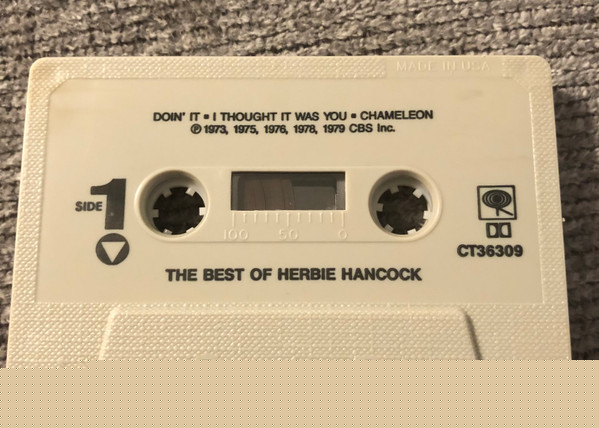 MADE IN U.S.A.
DOIN' IT ▪ I THOUGHT IT WAS YOU ▪ CHAMELEON
Ⓟ 1973, 1975, 1976, 1978, 1979 CBS Inc.
SIDE 1
100 50 0
CT36309
THE BEST OF HERBIE HANCOCK